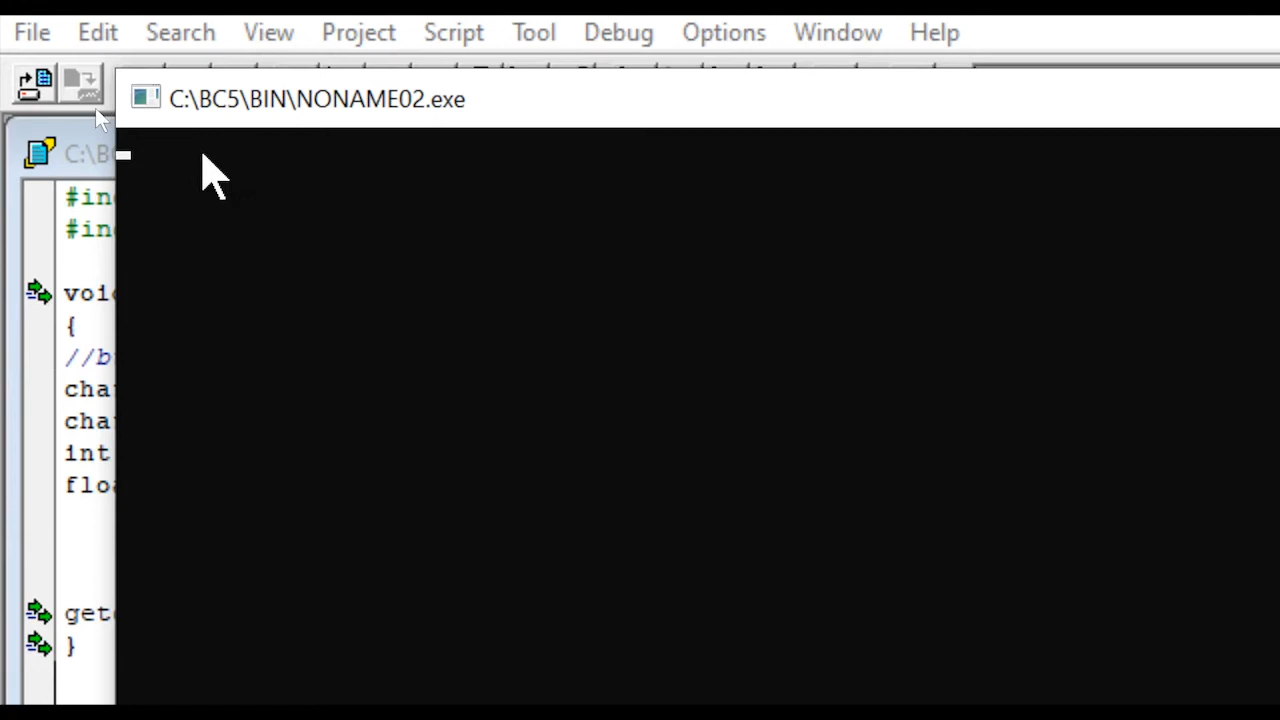 File Edit Search View Project Script Tool Debug Options Window Help
C:\BC5\BIN\NONAME02.exe
C:\B
#in
#in
voi
{
//b
cha
cha
int
floa
get
}